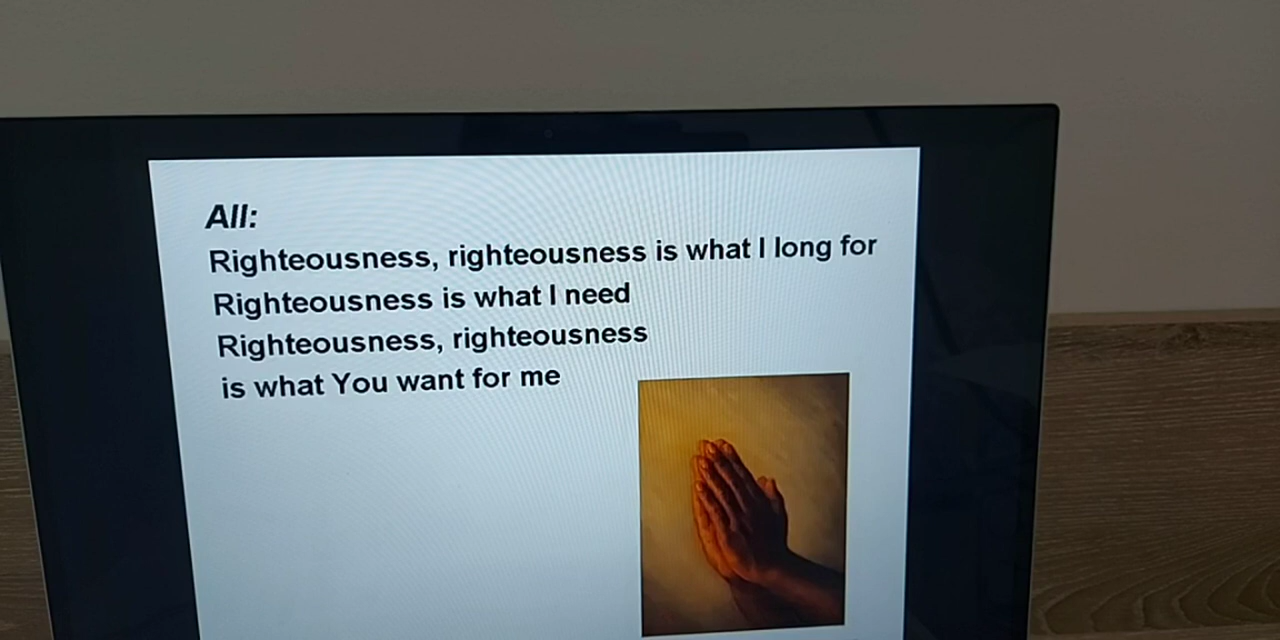 All:
Righteousness, righteousness is what I long for
Righteousness is what I need
Righteousness, righteousness
is what You want for me